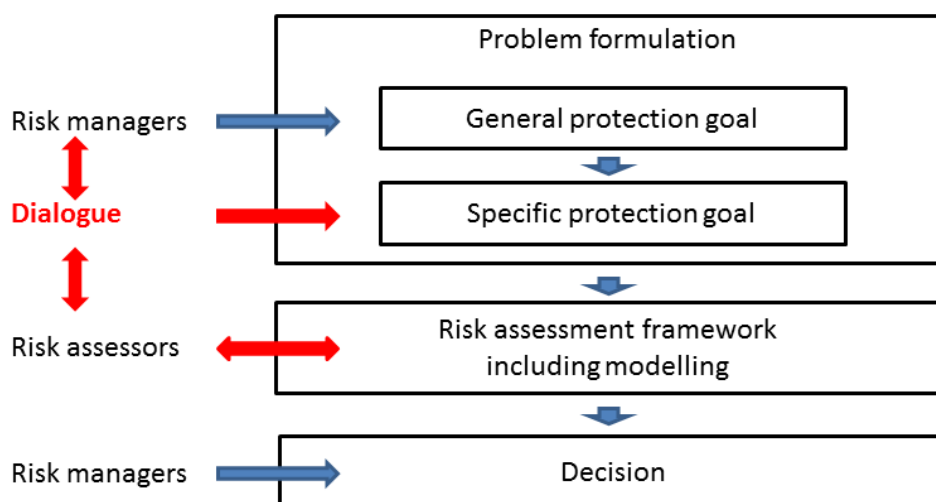 Problem formulation
Risk managers
General protection goal
Dialogue
Specific protection goal
Risk assessors
Risk assessment framework
including modelling
Risk managers
Decision